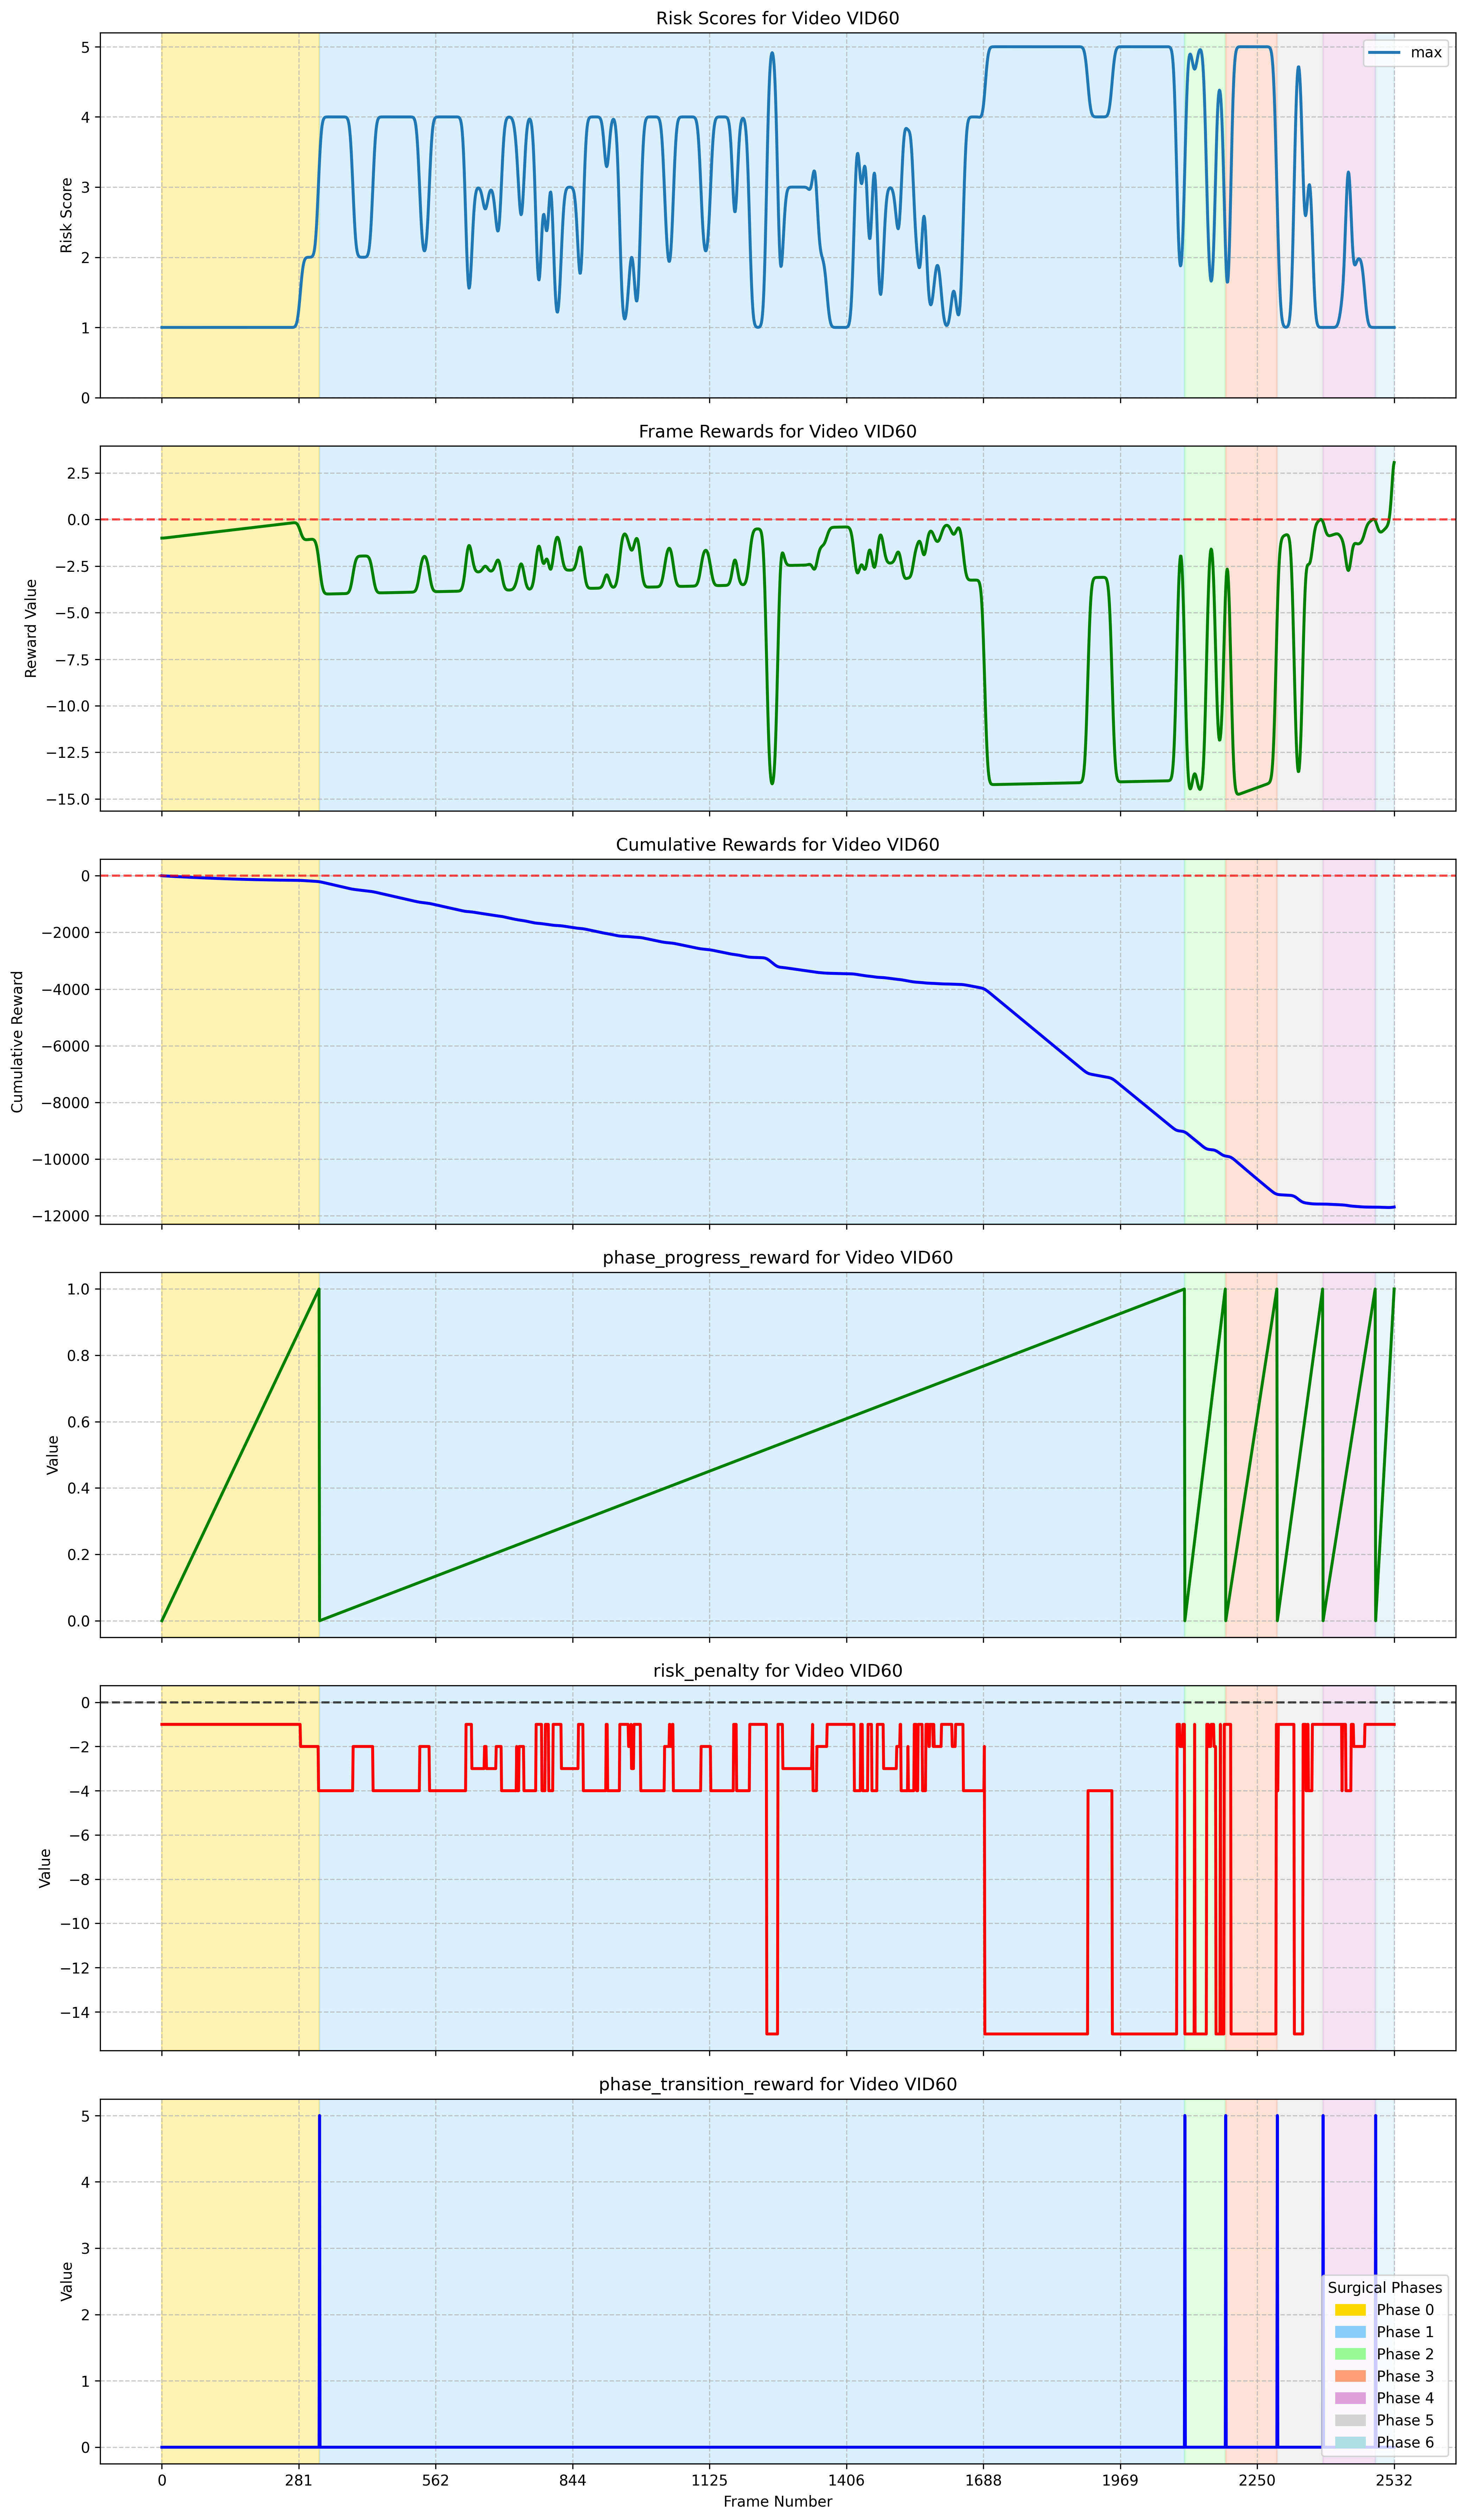 Risk Scores for Video VID60
max
Risk Score
5
4
3
2
1
0
Frame Rewards for Video VID60
Reward Value
2.5
0.0
−2.5
−5.0
−7.5
−10.0
−12.5
−15.0
Cumulative Rewards for Video VID60
Cumulative Reward
0
−2000
−4000
−6000
−8000
−10000
−12000
phase_progress_reward for Video VID60
Value
1.0
0.8
0.6
0.4
0.2
0.0
risk_penalty for Video VID60
Value
0
−2
−4
−6
−8
−10
−12
−14
phase_transition_reward for Video VID60
Value
5
4
3
2
1
0
Surgical Phases
Phase 0
Phase 1
Phase 2
Phase 3
Phase 4
Phase 5
Phase 6
0 281 562 844 1125 1406 1688 1969 2250 2532
Frame Number